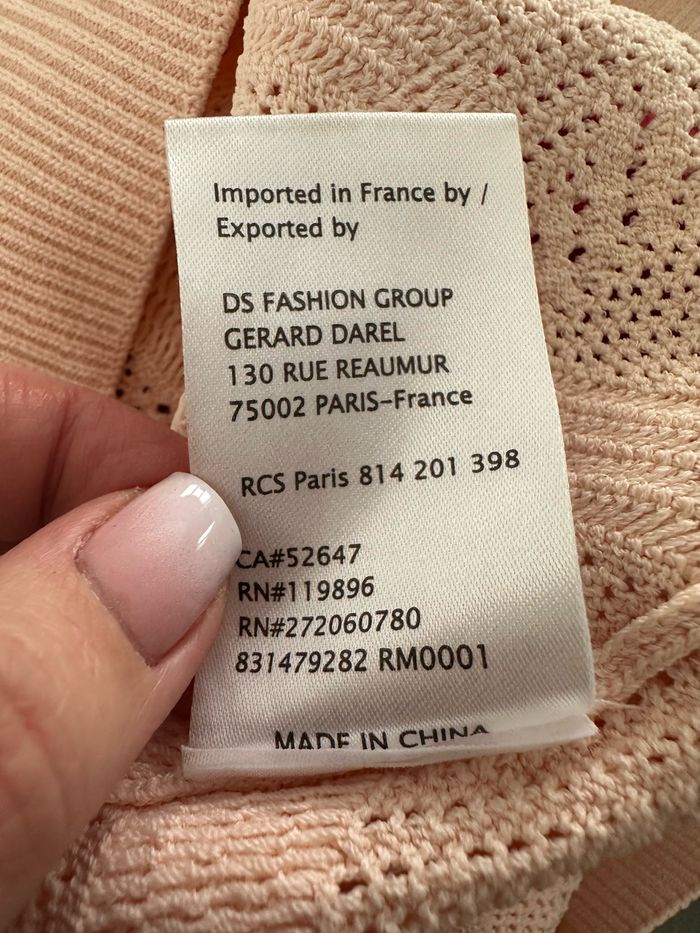 Imported in France by /
Exported by
DS FASHION GROUP
GERARD DAREL
130 RUE REAUMUR
75002 PARIS–France
RCS Paris 814 201 398
CA#52647
RN#119896
RN#272060780
831479282 RM0001
MADE IN CHINA